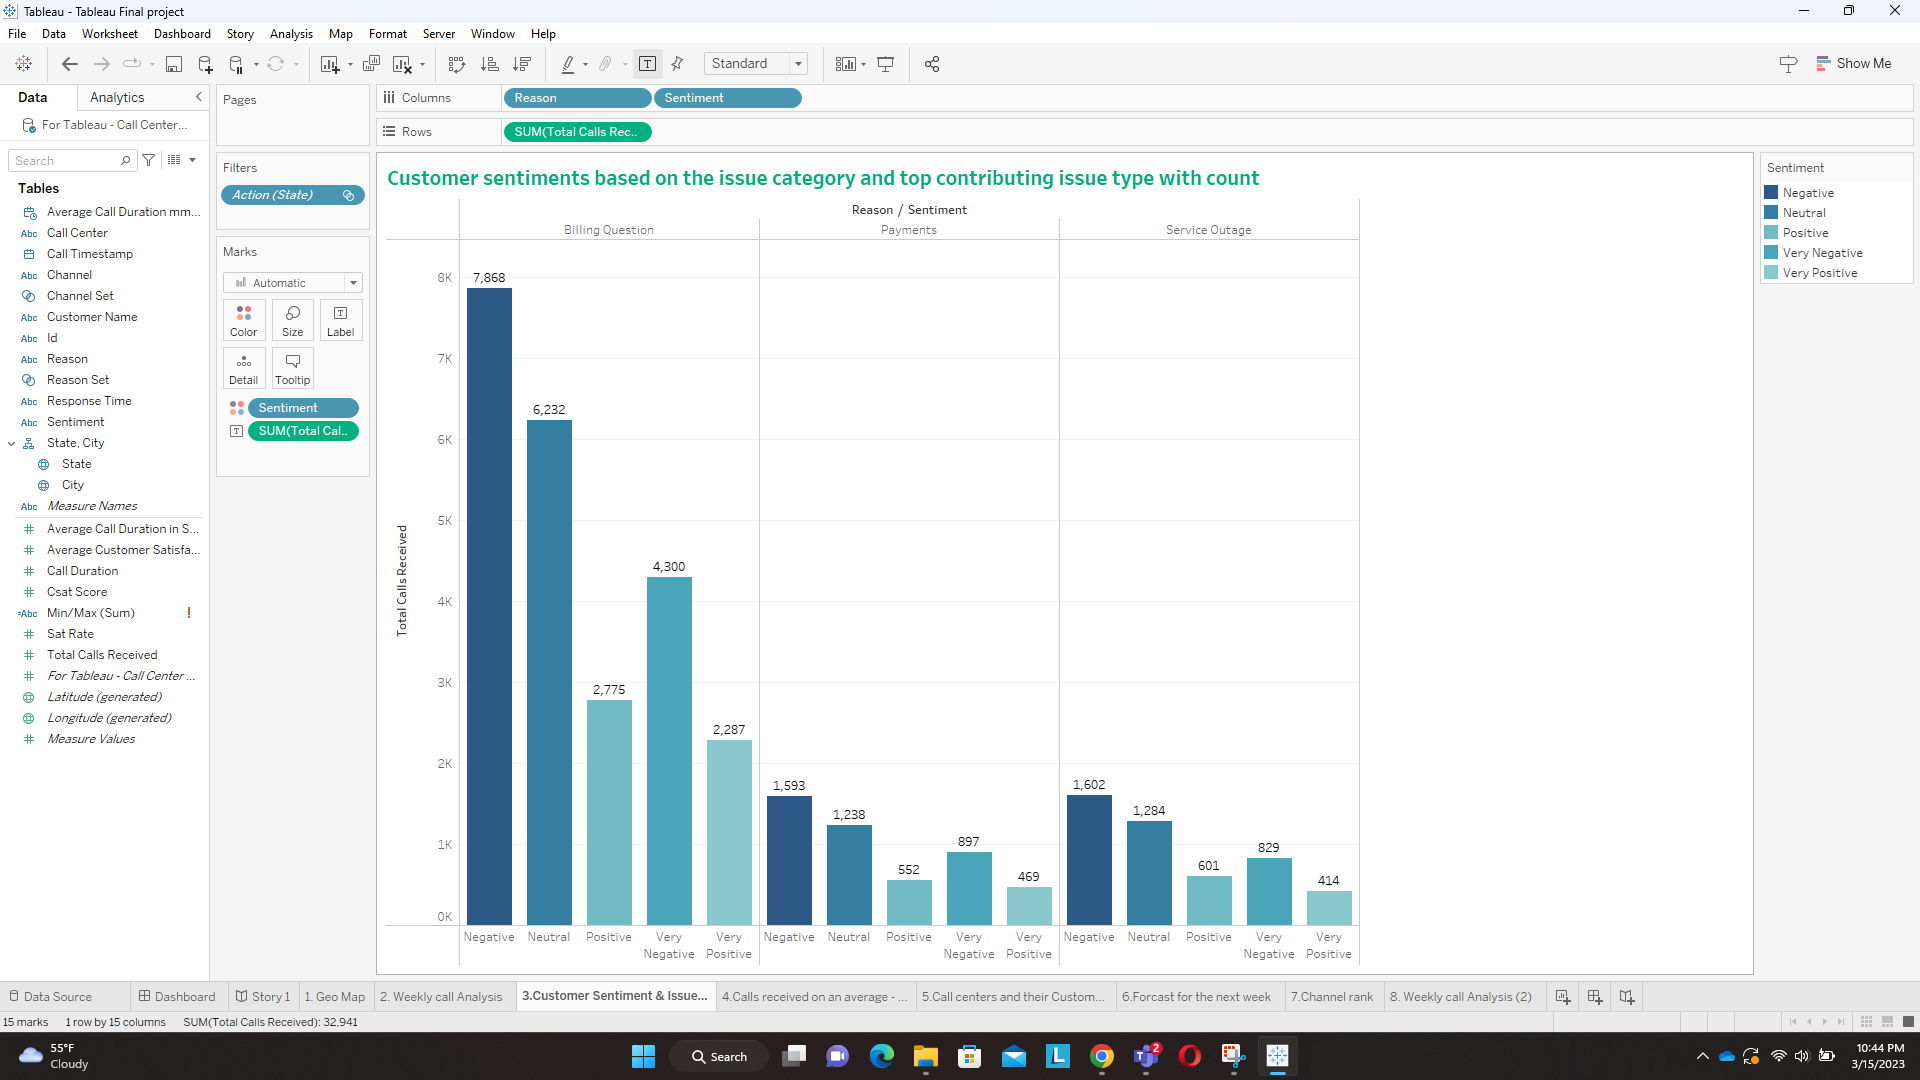 Tableau - Tableau Final project
File Data Worksheet Dashboard Story Analysis Map Format Server Window Help
Standard
Show Me
Data Analytics
For Tableau - Call Center...
Search
Tables
Average Call Duration mm...
Call Center
Call Timestamp
Channel
Channel Set
Customer Name
Id
Reason
Reason Set
Response Time
Sentiment
State, City
State
City
Measure Names
Average Call Duration in S...
Average Customer Satisfa...
Call Duration
Csat Score
Min/Max (Sum) !
Sat Rate
Total Calls Received
For Tableau - Call Center ...
Latitude (generated)
Longitude (generated)
Measure Values
Pages
Filters
Action (State)
Marks
Automatic
Color Size Label
Detail Tooltip
Sentiment
SUM(Total Cal..
Columns Reason Sentiment
Rows SUM(Total Calls Rec..
Customer sentiments based on the issue category and top contributing issue type with count
Reason / Sentiment
Billing Question Payments Service Outage
Total Calls Received
8K
7K
6K
5K
4K
3K
2K
1K
0K
7,868 6,232 2,775 4,300 2,287
1,593 1,238 552 897 469
1,602 1,284 601 829 414
Negative Neutral Positive Very Negative Very Positive
Negative Neutral Positive Very Negative Very Positive
Negative Neutral Positive Very Negative Very Positive
Sentiment
Negative
Neutral
Positive
Very Negative
Very Positive
Data Source Dashboard Story 1 1. Geo Map 2. Weekly call Analysis 3.Customer Sentiment & Issue... 4.Calls received on an average - ... 5.Call centers and their Custom... 6.Forcast for the next week 7.Channel rank 8. Weekly call Analysis (2)
15 marks 1 row by 15 columns SUM(Total Calls Received): 32,941
55°F
Cloudy
Search
2
10:44 PM
3/15/2023